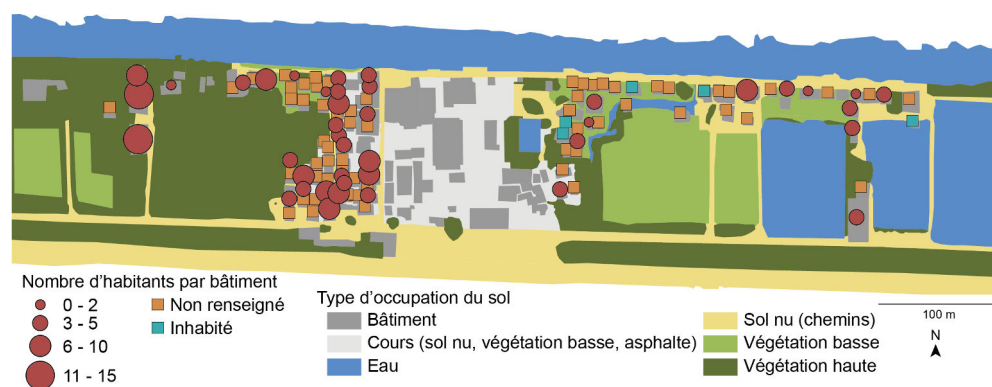 Nombre d'habitants par bâtiment
0 - 2
3 - 5
6 - 10
11 - 15
Non renseigné
Inhabité
Type d'occupation du sol
Bâtiment
Cours (sol nu, végétation basse, asphalte)
Eau
Sol nu (chemins)
Végétation basse
Végétation haute
100 m
N